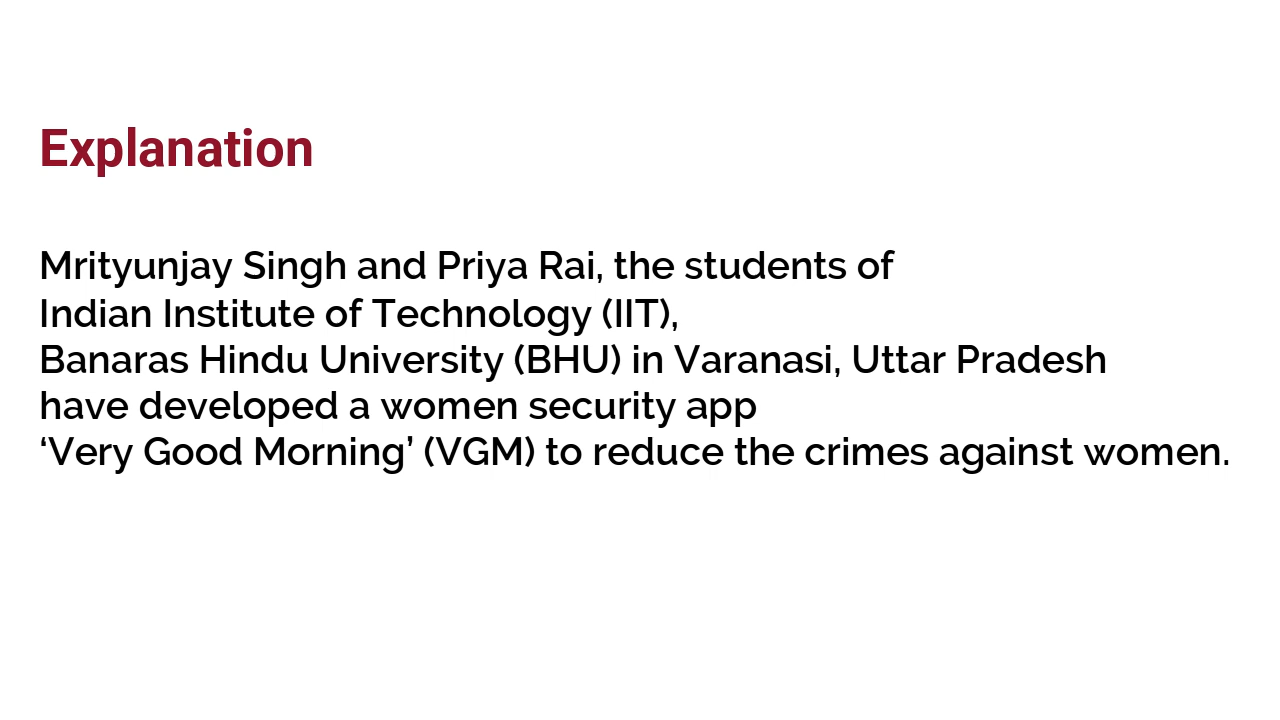 Explanation
Mrityunjay Singh and Priya Rai, the students of
Indian Institute of Technology (IIT),
Banaras Hindu University (BHU) in Varanasi, Uttar Pradesh
have developed a women security app
‘Very Good Morning’ (VGM) to reduce the crimes against women.